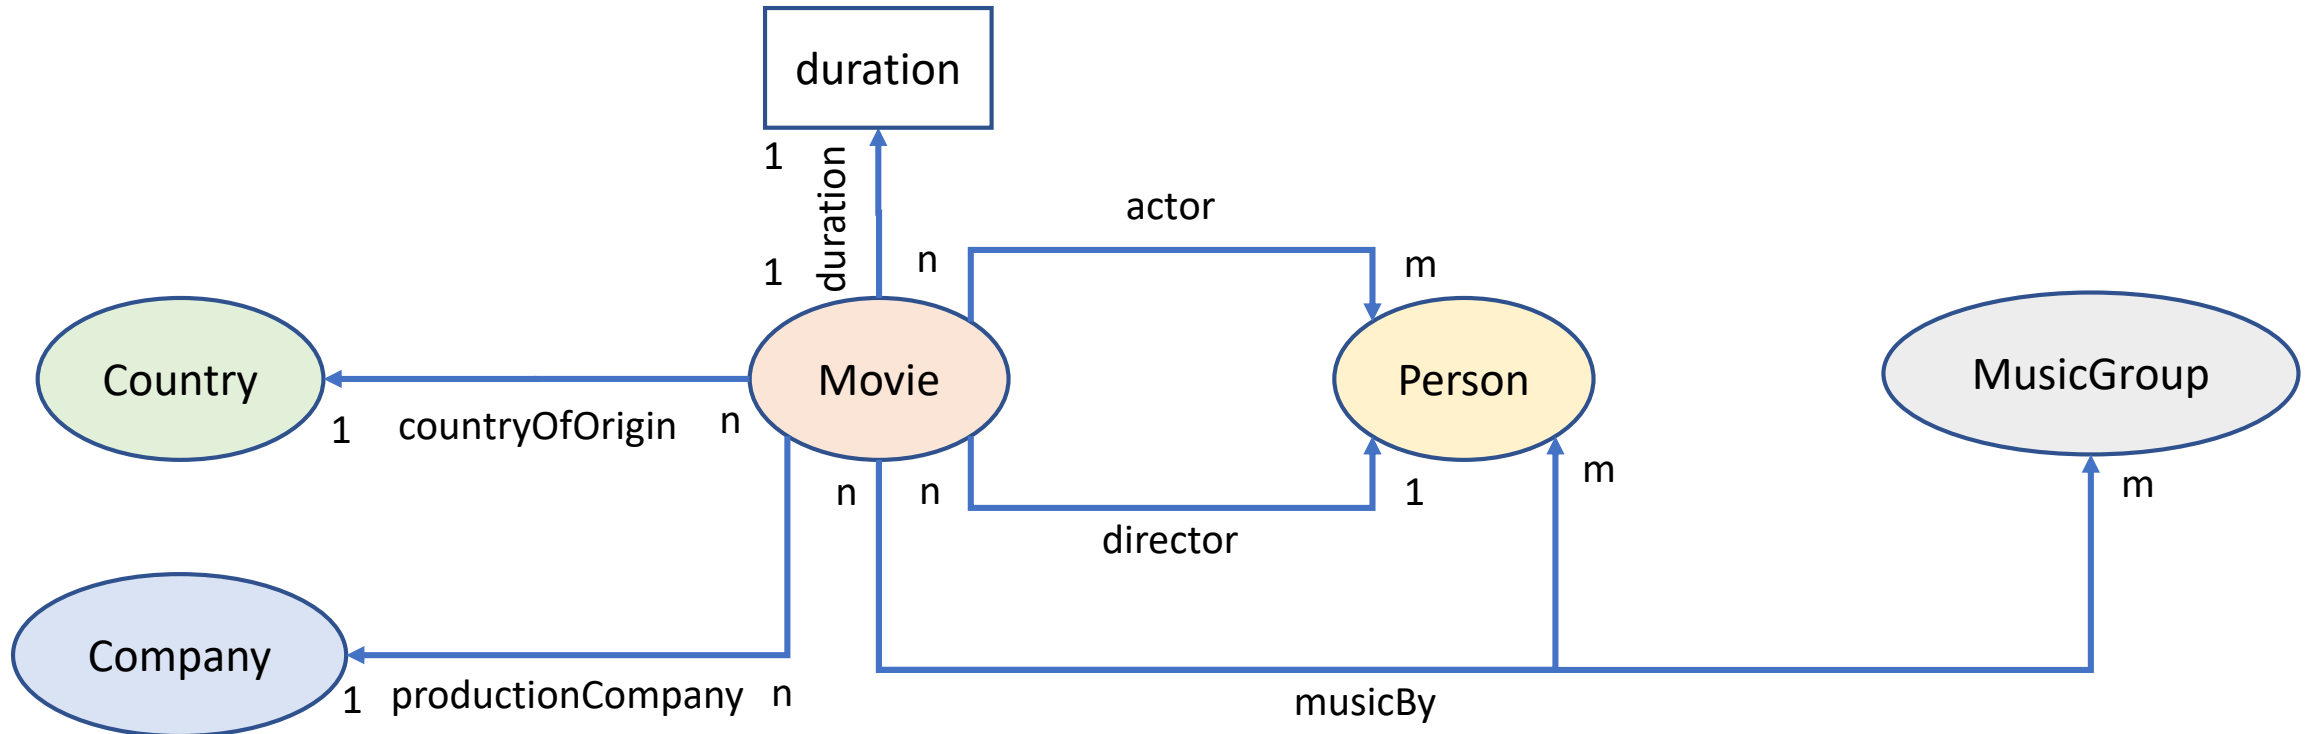 duration
1
duration
actor
1
n
m
Country
Movie
Person
MusicGroup
1
countryOfOrigin
n
n
n
1
m
m
director
Company
1
productionCompany
n
musicBy